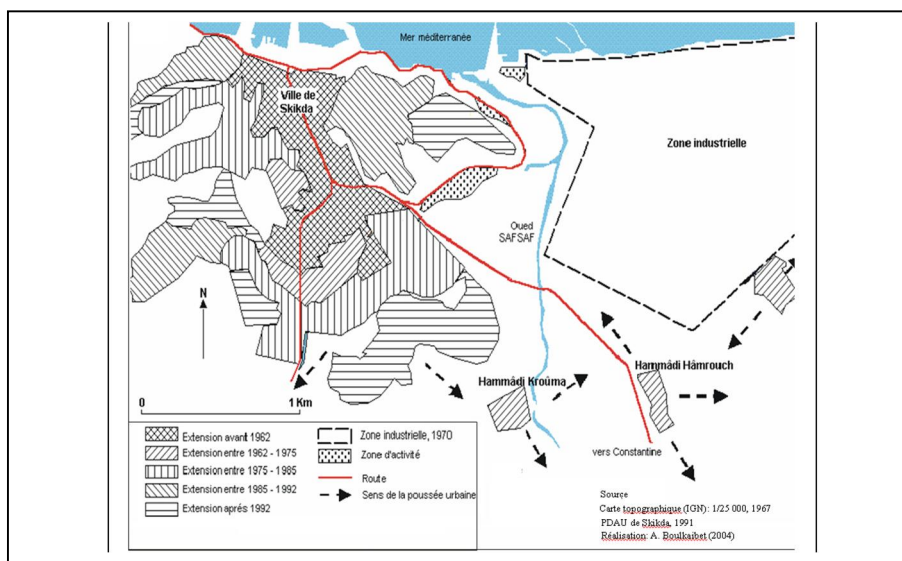 Mer méditerranée
Ville de
Skikda
Zone industrielle
Oued
SAFSAF
N
Hammâdi Hâmrouch
Hammâdi Kroûma
0 1 Km
vers Constantine
Extension avant 1962
Extension entre 1962 - 1975
Extension entre 1975 - 1985
Extension entre 1985 - 1992
Extension aprés 1992
Zone industrielle, 1970
Zone d'activité
Route
Sens de la poussée urbaine
Source
Carte topographique (IGN): 1/25 000, 1967
PDAU de Skikda, 1991
Réalisation: A. Boulkaibet (2004)